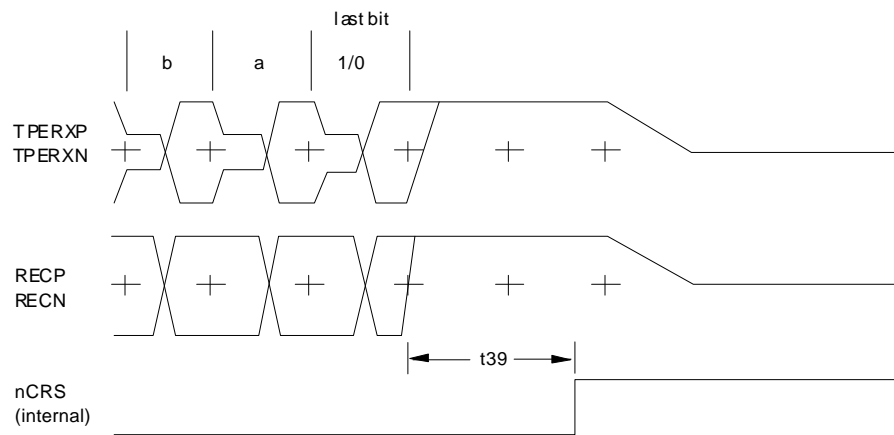 last bit
b
a
1/0
TPERXP
TPERXN
RECP
RECN
t39
nCRS
(internal)